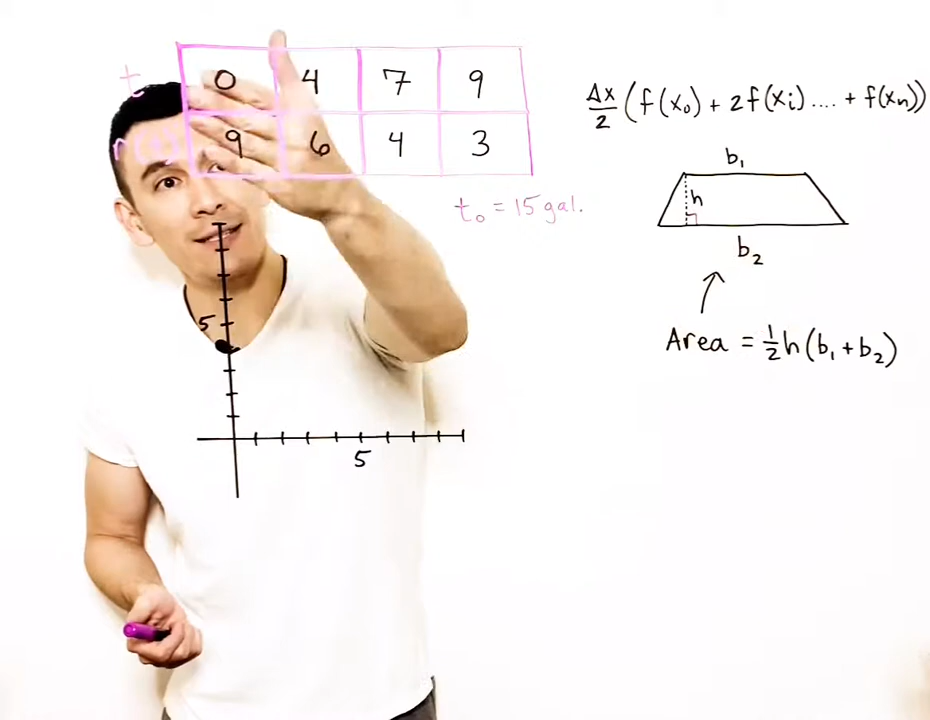 t 0 4 7 9
r(t) 9 6 4 3
t₀ = 15 gal.
Δx/2 (f(x₀) + 2f(xi) .... + f(xn))
b₁
h
b₂
Area = ½h(b₁ + b₂)
5
5